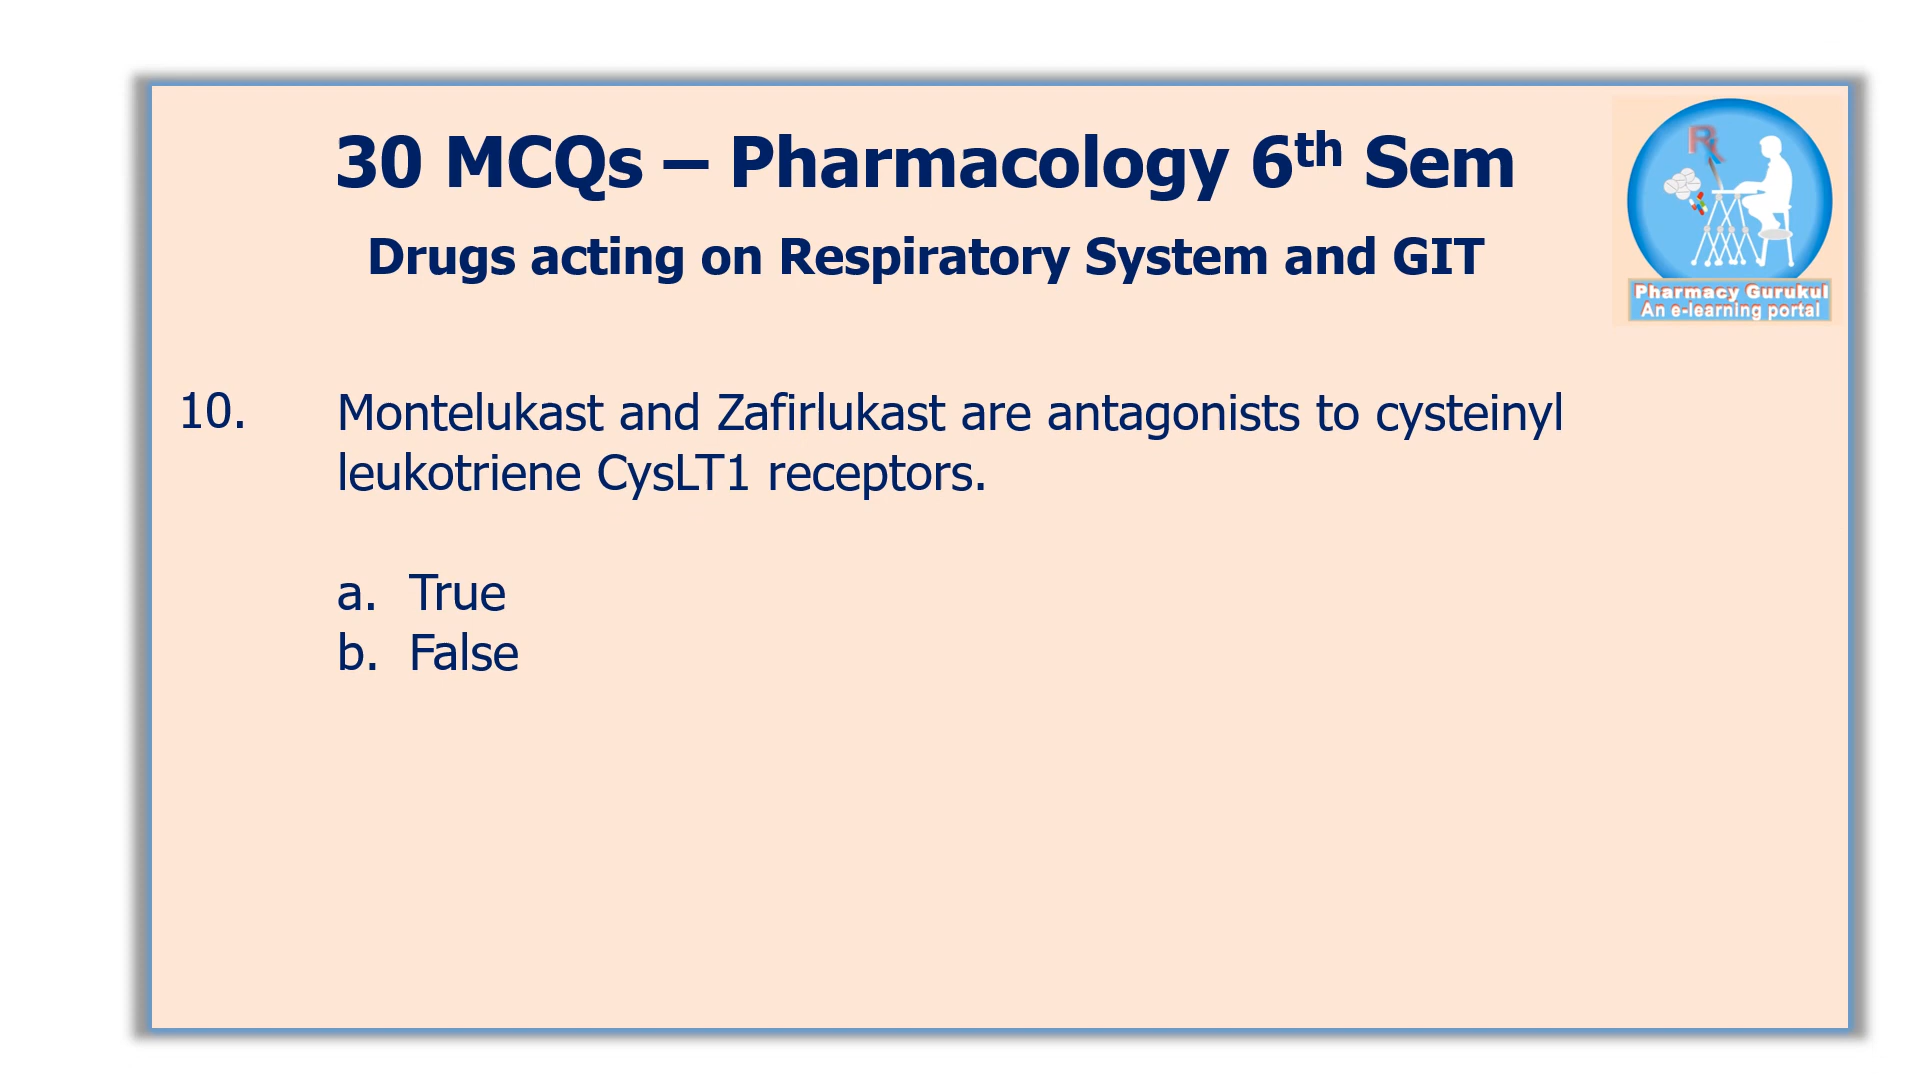 30 MCQs – Pharmacology 6th Sem
Drugs acting on Respiratory System and GIT
Rx
Pharmacy Gurukul
An e-learning portal
10. Montelukast and Zafirlukast are antagonists to cysteinyl
leukotriene CysLT1 receptors.
a. True
b. False